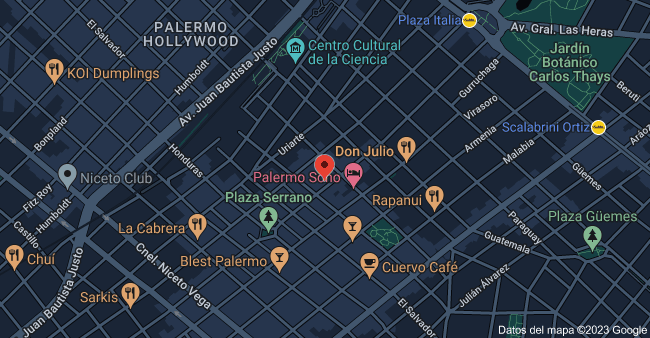 Plaza Italia
Av. Gral. Las Heras
PALERMO
HOLLYWOOD
El Salvador
Centro Cultural
de la Ciencia
Jardín
Botánico
Carlos Thays
KOI Dumplings
Humboldt
Av. Juan Bautista Justo
Gurruchaga
Virasoro
Beruti
Scalabrini Ortiz
Aráoz
Bonpland
Uriarte
Don Julio
Armenia
Malabia
Honduras
Niceto Club
Palermo Soho
Güemes
Fitz Roy
Humboldt
Plaza Serrano
Rapanuí
Castillo
La Cabrera
Paraguay
Plaza Güemes
Guatemala
Chuí
Cnel. Niceto Vega
Blest Palermo
Cuervo Café
Julián Álvarez
Sarkis
Juan Bautista Justo
El Salvador
Datos del mapa ©2023 Google